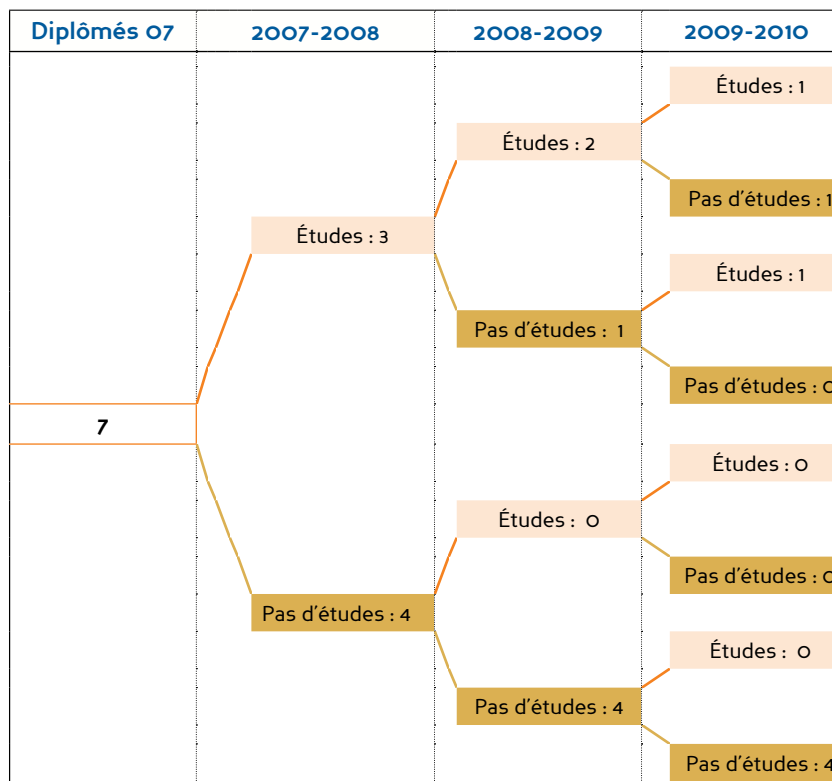 Diplômés 07 2007-2008 2008-2009 2009-2010
Études : 1
Études : 2
Pas d'études : 1
Études : 3
Études : 1
Pas d'études : 1
Pas d'études : 0
7
Études : 0
Études : 0
Pas d'études : 0
Pas d'études : 4
Études : 0
Pas d'études : 4
Pas d'études : 4